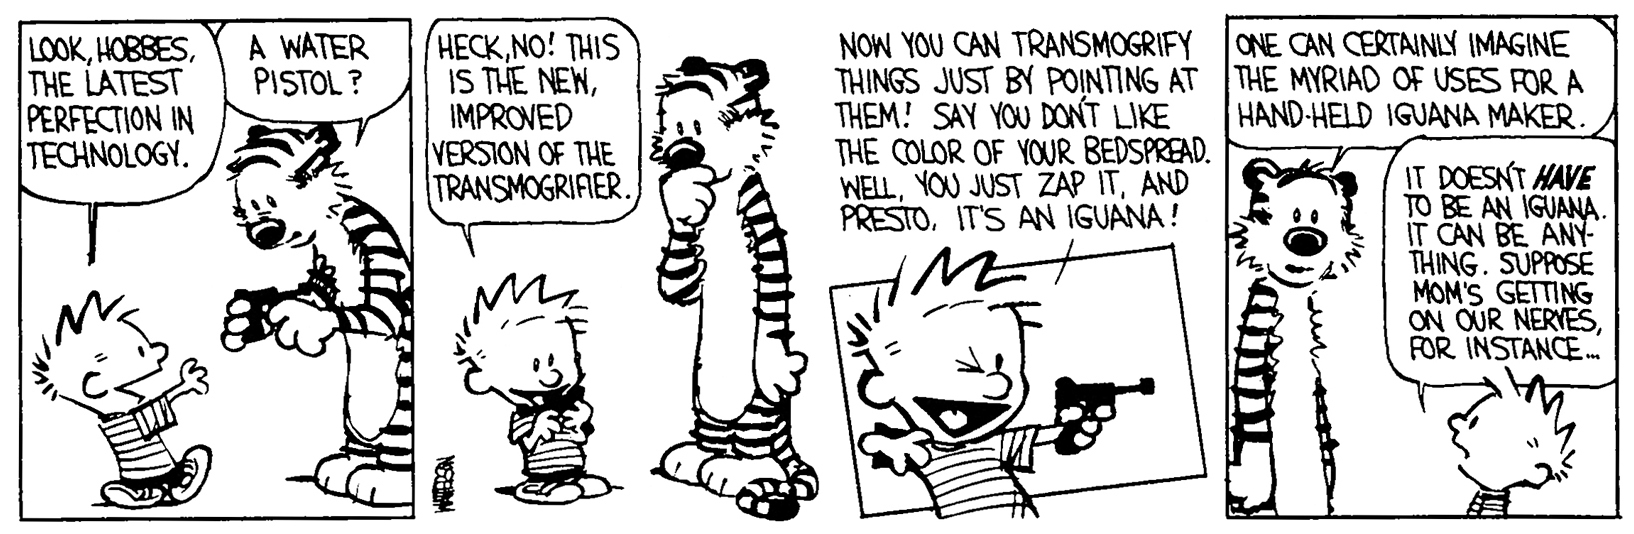 LOOK, HOBBES,
THE LATEST
PERFECTION IN
TECHNOLOGY.
A WATER
PISTOL?
HECK, NO! THIS
IS THE NEW,
IMPROVED
VERSION OF THE
TRANSMOGRIFIER.
WATTERSON
NOW YOU CAN TRANSMOGRIFY
THINGS JUST BY POINTING AT
THEM! SAY YOU DON'T LIKE
THE COLOR OF YOUR BEDSPREAD.
WELL, YOU JUST ZAP IT, AND
PRESTO, IT'S AN IGUANA!
ONE CAN CERTAINLY IMAGINE
THE MYRIAD OF USES FOR A
HAND-HELD IGUANA MAKER.
IT DOESN'T HAVE
TO BE AN IGUANA.
IT CAN BE ANY-
THING. SUPPOSE
MOM'S GETTING
ON OUR NERVES,
FOR INSTANCE...